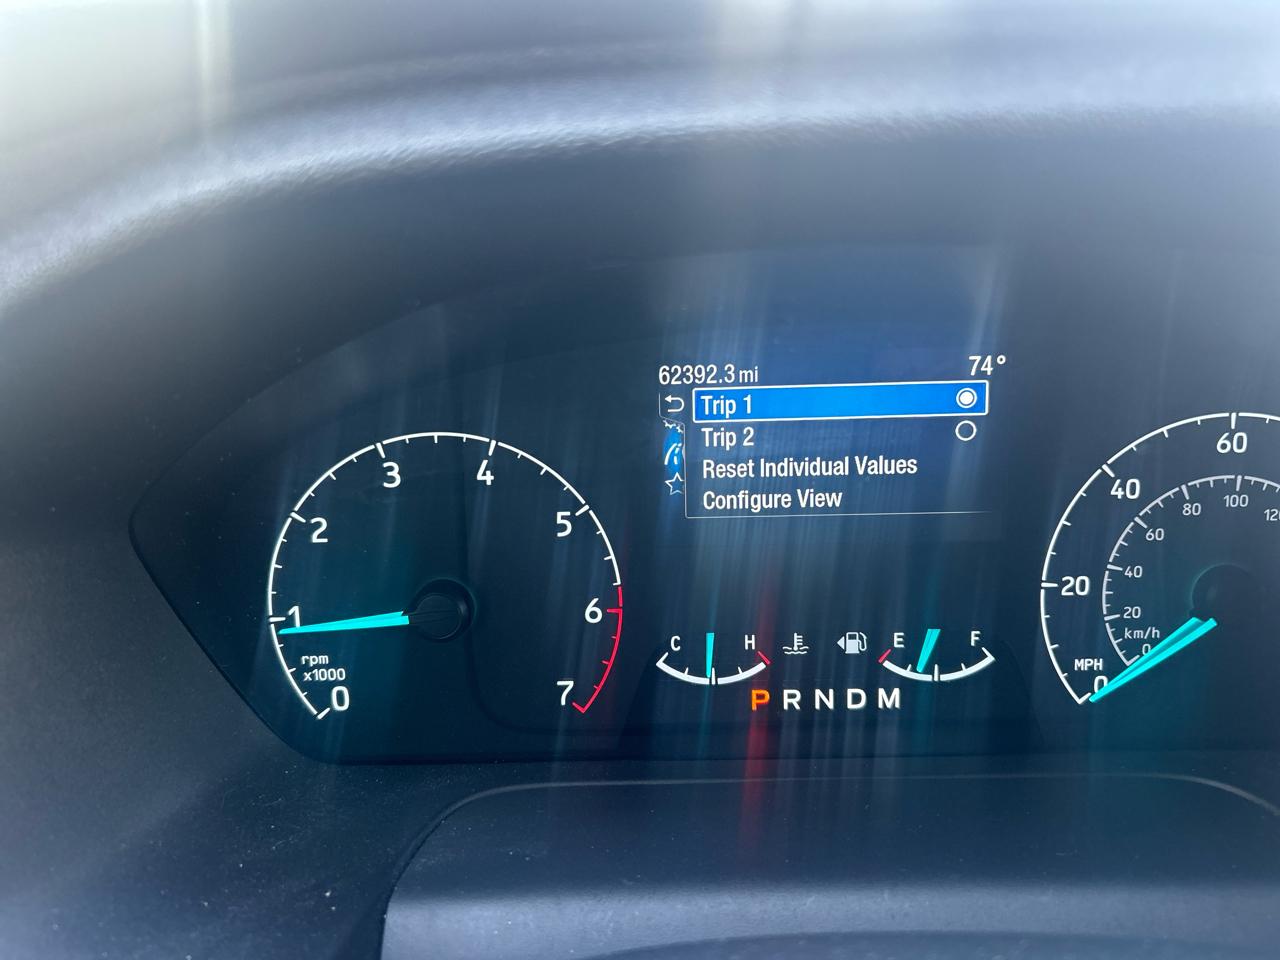 62392.3 mi 74°
Trip 1
Trip 2
Reset Individual Values
Configure View
0
1
2
3
4
5
6
7
rpm
x1000
C H
E F
P R N D M
MPH
0
20
40
60
km/h
0
20
40
60
80
100